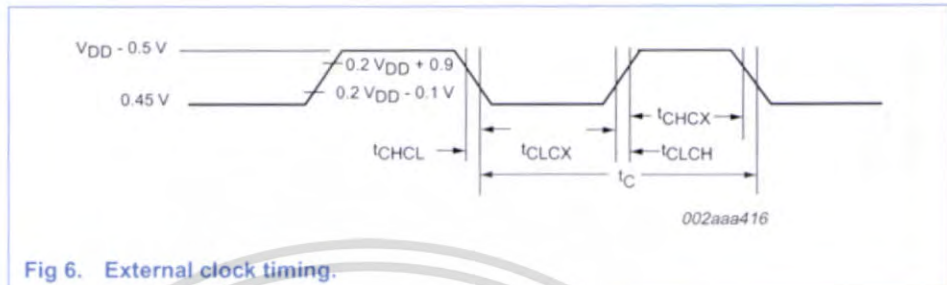 VDD - 0.5 V
0.2 VDD + 0.9
0.2 VDD - 0.1 V
0.45 V
tCHCX
tCHCL
tCLCX
tCLCH
tC
002aaa416
Fig 6. External clock timing.